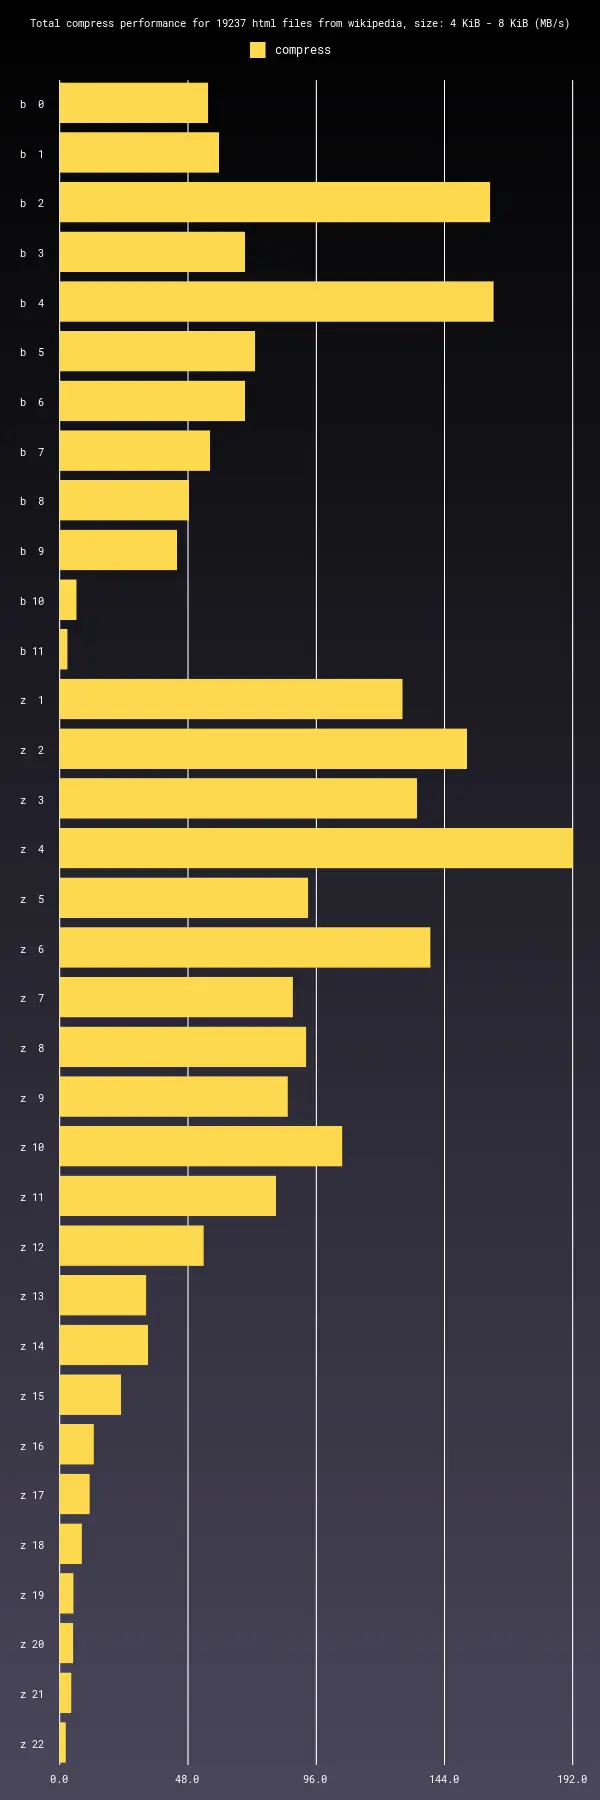 Total compress performance for 19237 html files from wikipedia, size: 4 KiB - 8 KiB (MB/s)
compress
b 0
b 1
b 2
b 3
b 4
b 5
b 6
b 7
b 8
b 9
b 10
b 11
z 1
z 2
z 3
z 4
z 5
z 6
z 7
z 8
z 9
z 10
z 11
z 12
z 13
z 14
z 15
z 16
z 17
z 18
z 19
z 20
z 21
z 22
0.0 48.0 96.0 144.0 192.0